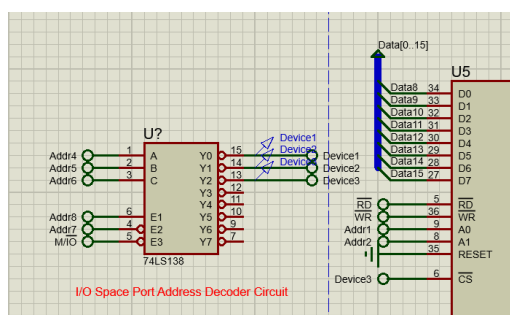 Data[0..15]
U5
Data8 34 D0
Data9 33 D1
Data10 32 D2
Data11 31 D3
Data12 30 D4
Data13 29 D5
Data14 28 D6
Data15 27 D7
RD 5 RD
WR 36 WR
Addr1 9 A0
Addr2 8 A1
35 RESET
Device3 6 CS
U?
Device1
Device2
Addr4 1 A Y0 15 Device1
Addr5 2 B Y1 14 Device2
Addr6 3 C Y2 13 Device3
Y3 12
Y4 11
Addr8 6 E1 Y5 10
Addr7 4 E2 Y6 9
M/IO 5 E3 Y7 7
74LS138
I/O Space Port Address Decoder Circuit